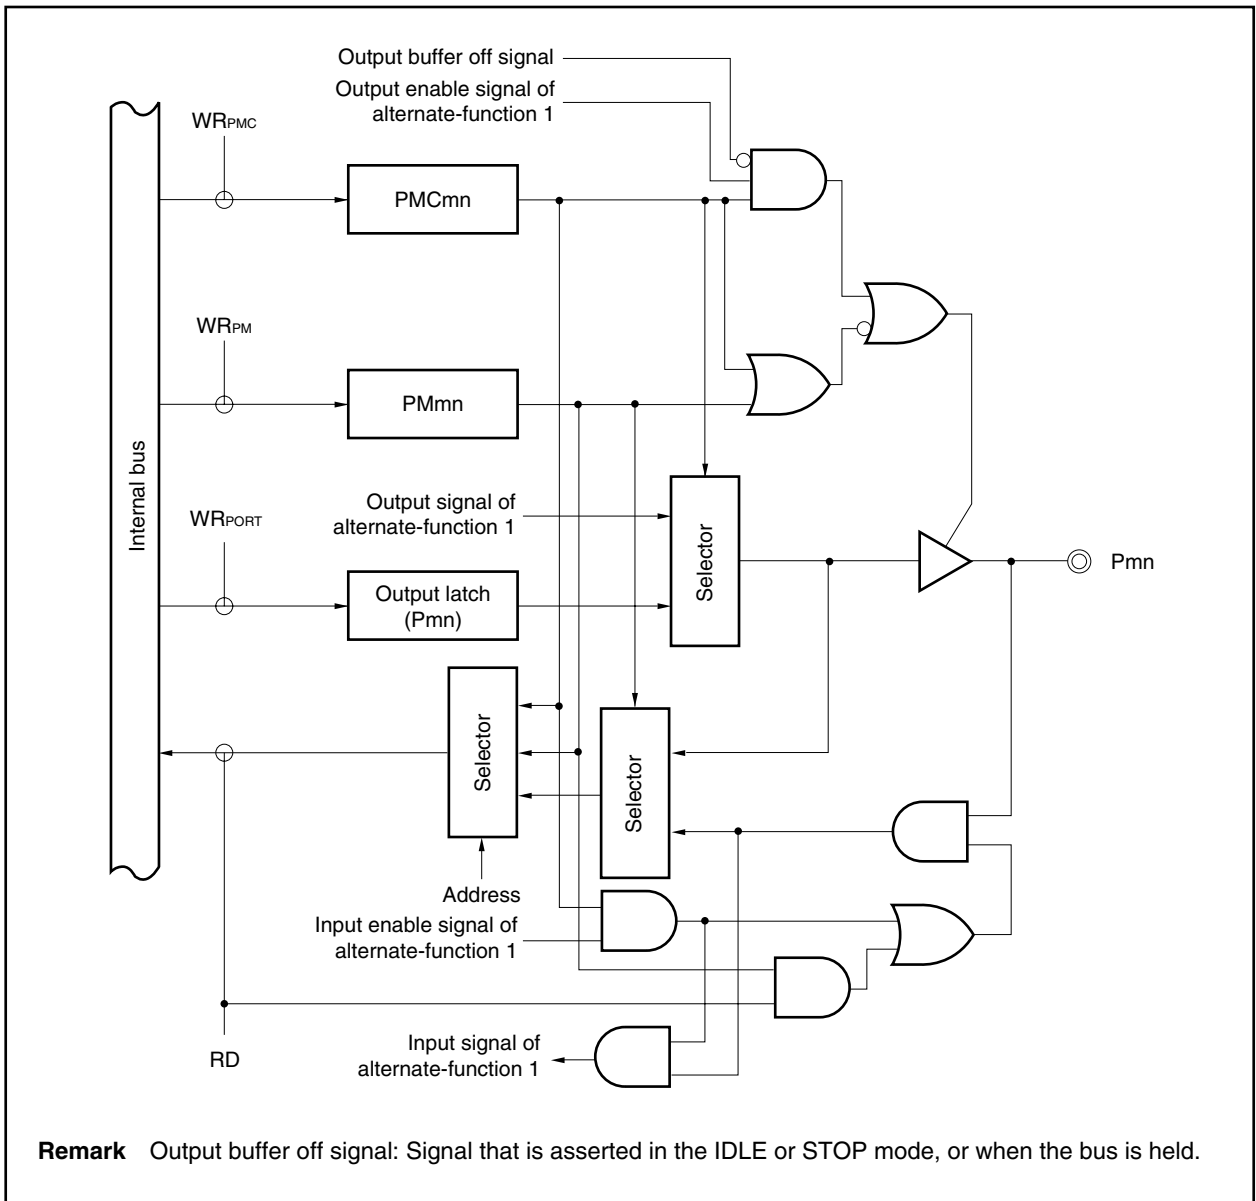 Output buffer off signal
Output enable signal of
alternate-function 1
WRPMC
PMCmn
WRPM
PMmn
Internal bus
Output signal of
alternate-function 1
WRPORT
Selector
Output latch
(Pmn)
Pmn
Selector
Selector
Address
Input enable signal of
alternate-function 1
RD
Input signal of
alternate-function 1
Remark Output buffer off signal: Signal that is asserted in the IDLE or STOP mode, or when the bus is held.